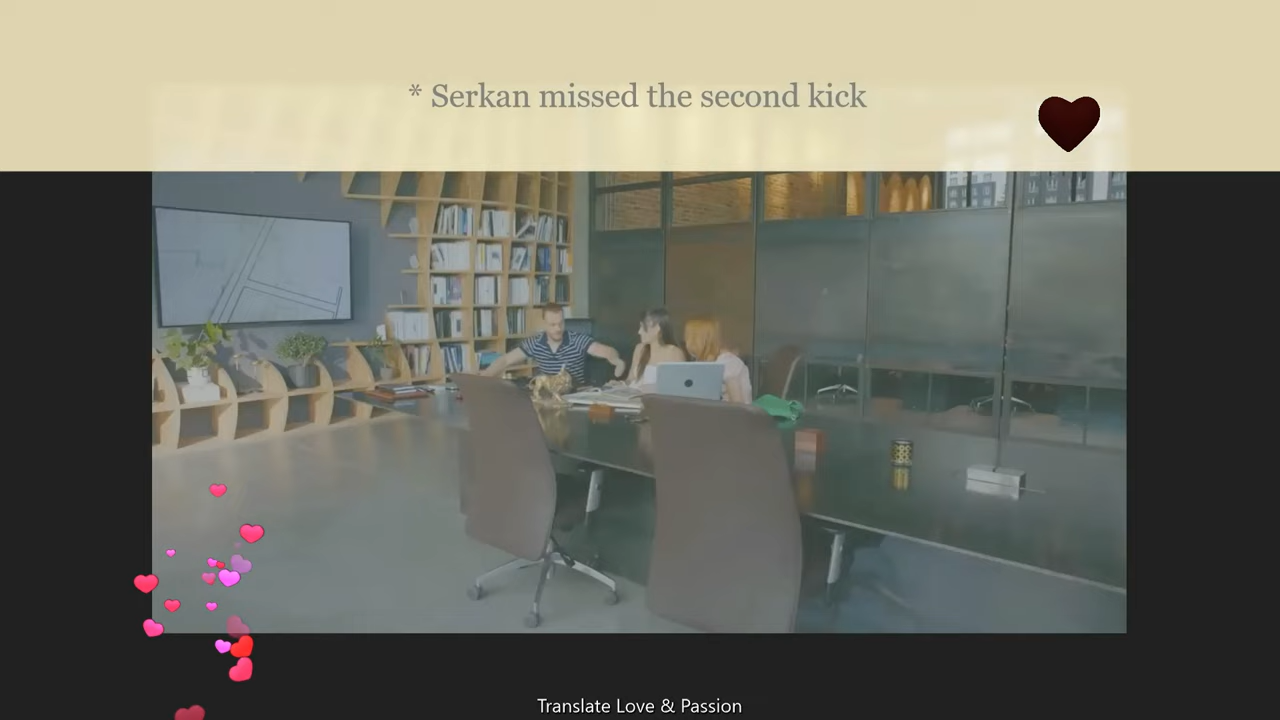 * Serkan missed the second kick
Translate Love & Passion